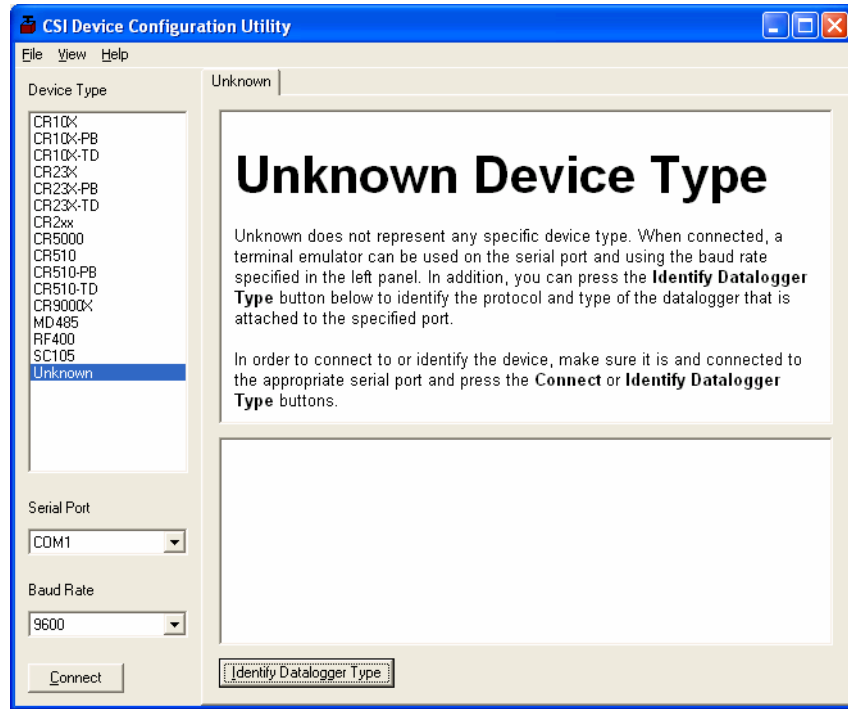 CSI Device Configuration Utility
File View Help
Device Type
CR10X
CR10X-PB
CR10X-TD
CR23X
CR23X-PB
CR23X-TD
CR2xx
CR5000
CR510
CR510-PB
CR510-TD
CR9000X
MD485
RF400
SC105
Unknown
Serial Port
COM1
Baud Rate
9600
Connect
Unknown
Unknown Device Type
Unknown does not represent any specific device type. When connected, a
terminal emulator can be used on the serial port and using the baud rate
specified in the left panel. In addition, you can press the Identify Datalogger
Type button below to identify the protocol and type of the datalogger that is
attached to the specified port.
In order to connect to or identify the device, make sure it is and connected to
the appropriate serial port and press the Connect or Identify Datalogger
Type buttons.
Identify Datalogger Type